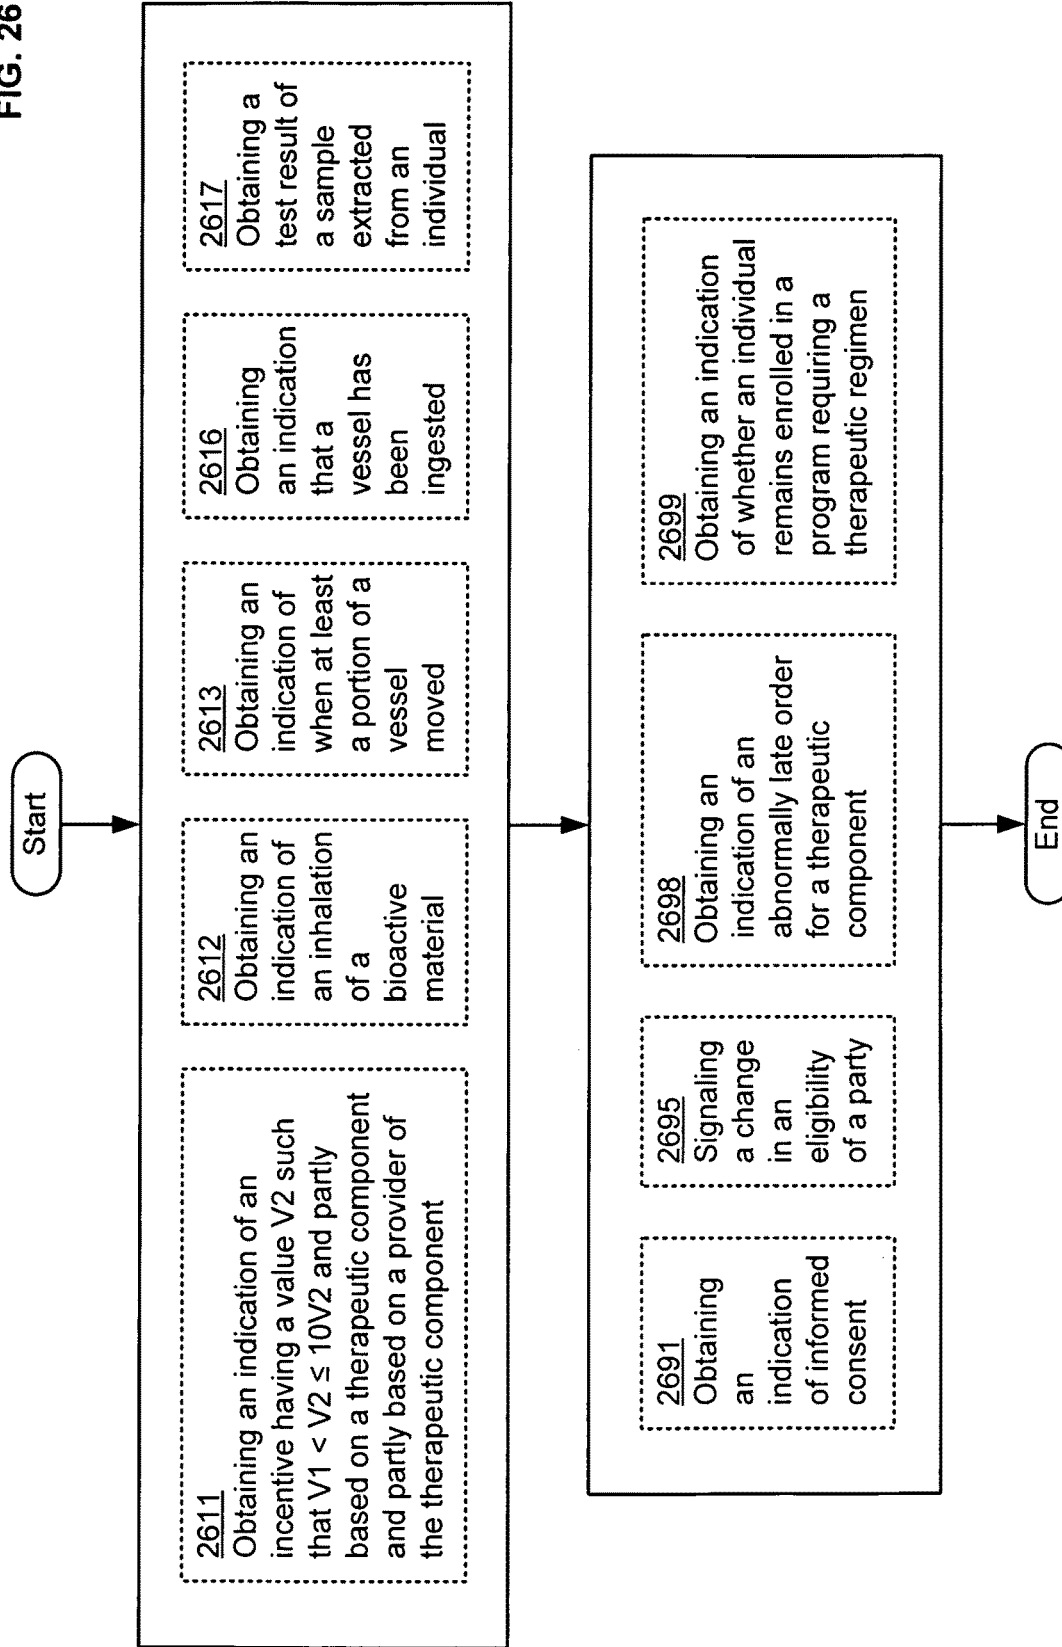 FIG. 26
Start
2611
Obtaining an indication of an
incentive having a value V2 such
that V1 < V2 ≤ 10V2 and partly
based on a therapeutic component
and partly based on a provider of
the therapeutic component
2612
Obtaining an
indication of
an inhalation
of a
bioactive
material
2613
Obtaining an
indication of
when at least
a portion of a
vessel
moved
2616
Obtaining
an indication
that a
vessel has
been
ingested
2617
Obtaining a
test result of
a sample
extracted
from an
individual
2691
Obtaining
an
indication
of informed
consent
2695
Signaling
a change
in an
eligibility
of a party
2698
Obtaining an
indication of an
abnormally late order
for a therapeutic
component
2699
Obtaining an indication
of whether an individual
remains enrolled in a
program requiring a
therapeutic regimen
End